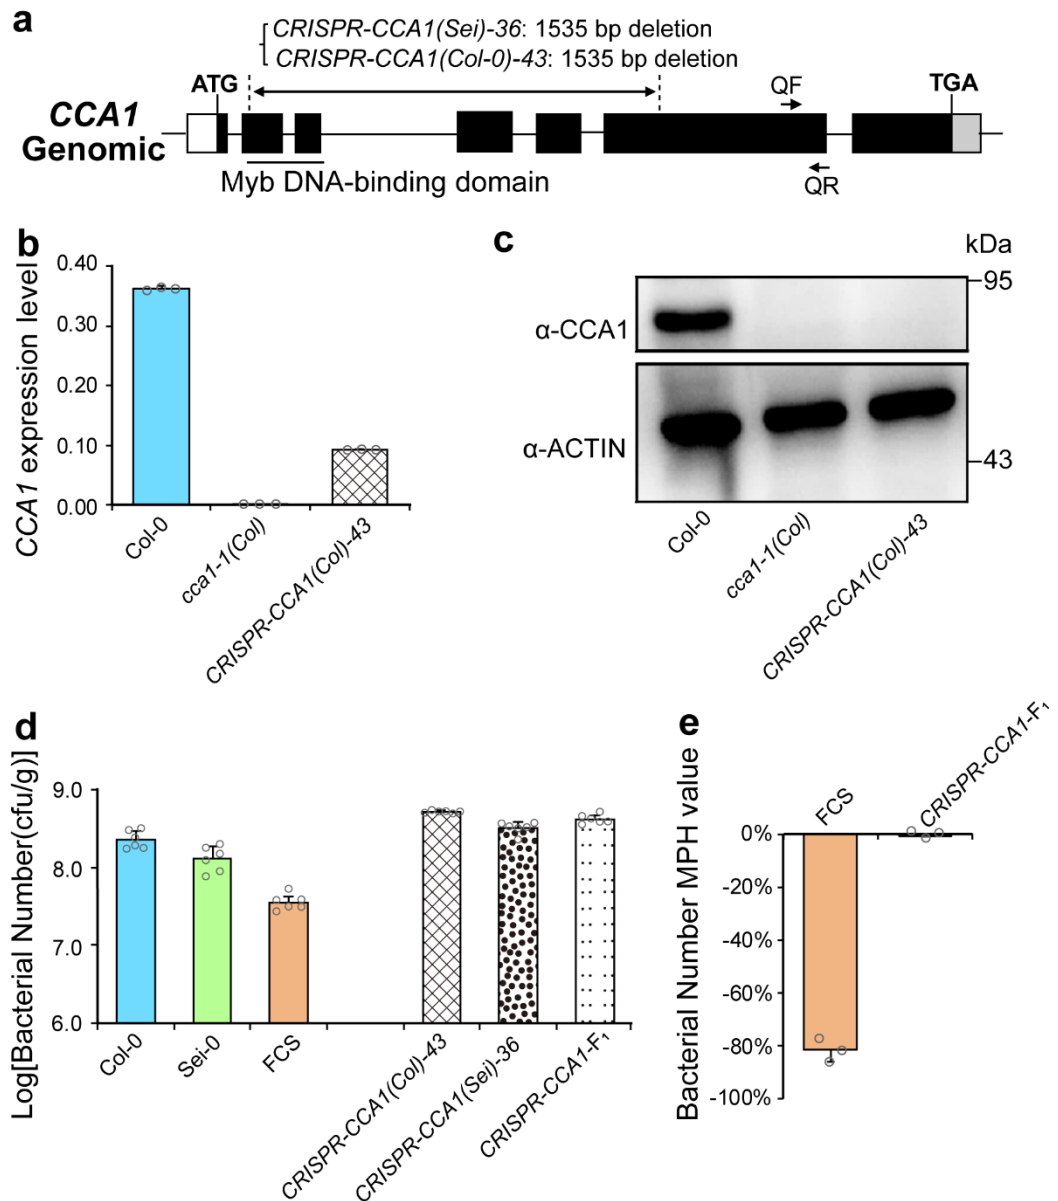 a
CRISPR-CCA1(Sei)-36: 1535 bp deletion
CRISPR-CCA1(Col-0)-43: 1535 bp deletion
ATG
QF
TGA
CCA1
Genomic
Myb DNA-binding domain
QR
b
CCA1 expression level
0.40
0.30
0.20
0.10
0.00
Col-0
cca1-1(Col)
CRISPR-CCA1(Col)-43
c
kDa
95
α-CCA1
α-ACTIN
43
Col-0
cca1-1(Col)
CRISPR-CCA1(Col)-43
d
Log[Bacterial Number(cfu/g)]
9.0
8.0
7.0
6.0
Col-0
Sei-0
FCS
CRISPR-CCA1(Col)-43
CRISPR-CCA1(Sei)-36
CRISPR-CCA1-F₁
e
Bacterial Number MPH value
FCS
CRISPR-CCA1-F₁
0%
-20%
-40%
-60%
-80%
-100%